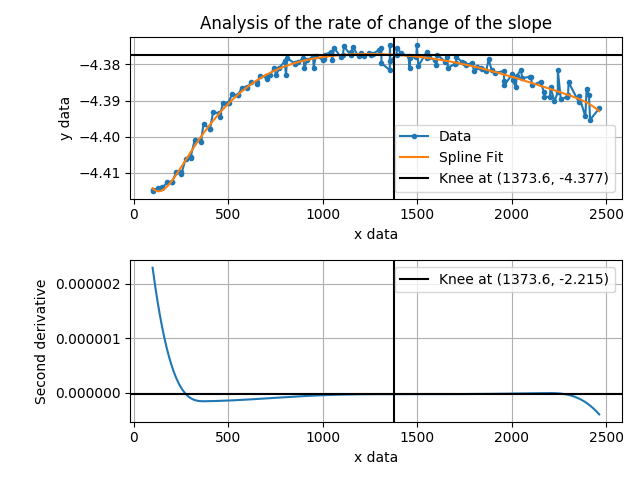 Analysis of the rate of change of the slope
y data
−4.38
−4.39
−4.40
−4.41
Data
Spline Fit
Knee at (1373.6, -4.377)
0 500 1000 1500 2000 2500
x data
Second derivative
0.000002
0.000001
0.000000
Knee at (1373.6, -2.215)
0 500 1000 1500 2000 2500
x data